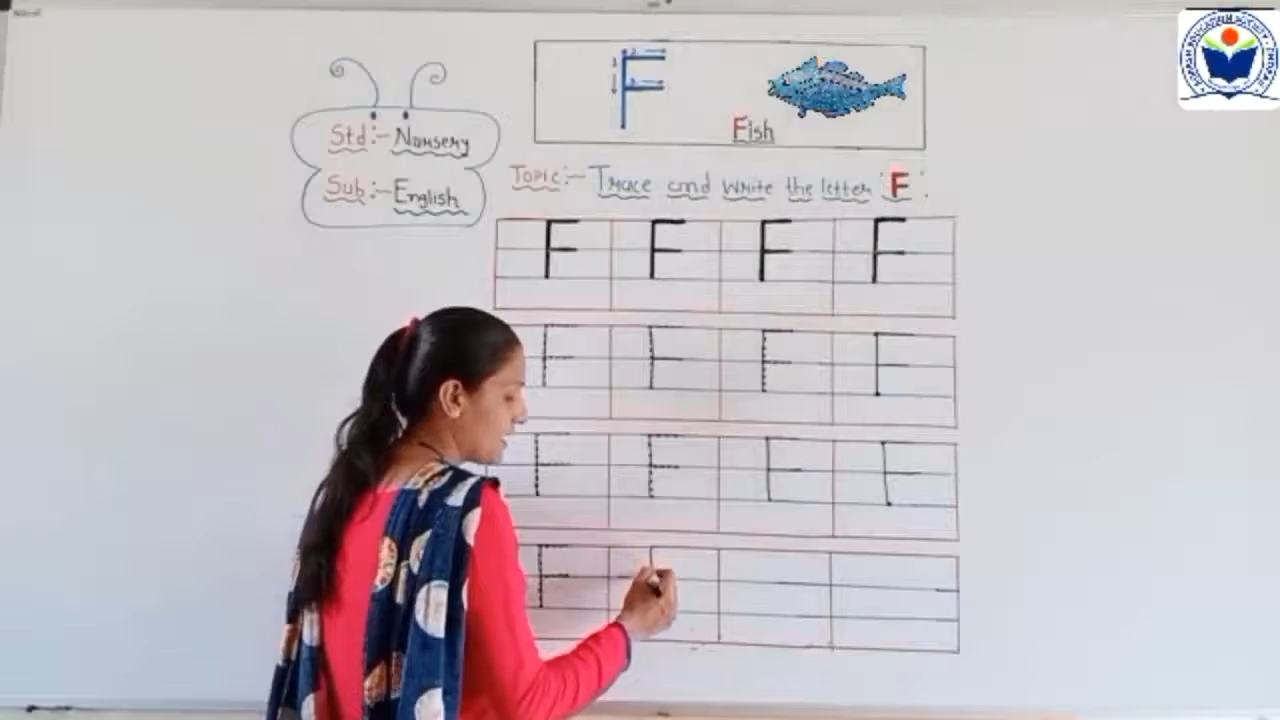 F
Fish
Std:- Nursery
Sub:- English
Topic:- Trace and write the letter 'F'.
F F F F
F F F F
F F F F
F